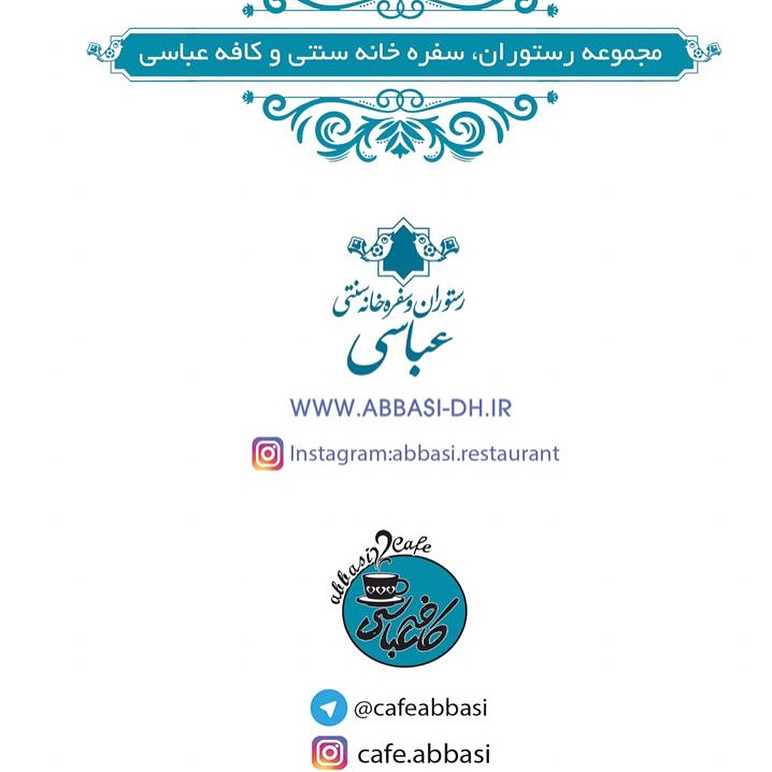 مجموعه رستوران، سفره خانه سنتی و کافه عباسی
رستوران و سفره خانه سنتی
عباسی
WWW.ABBASI-DH.IR
Instagram:abbasi.restaurant
abbasi cafe
کافه عباسی
@cafeabbasi
cafe.abbasi